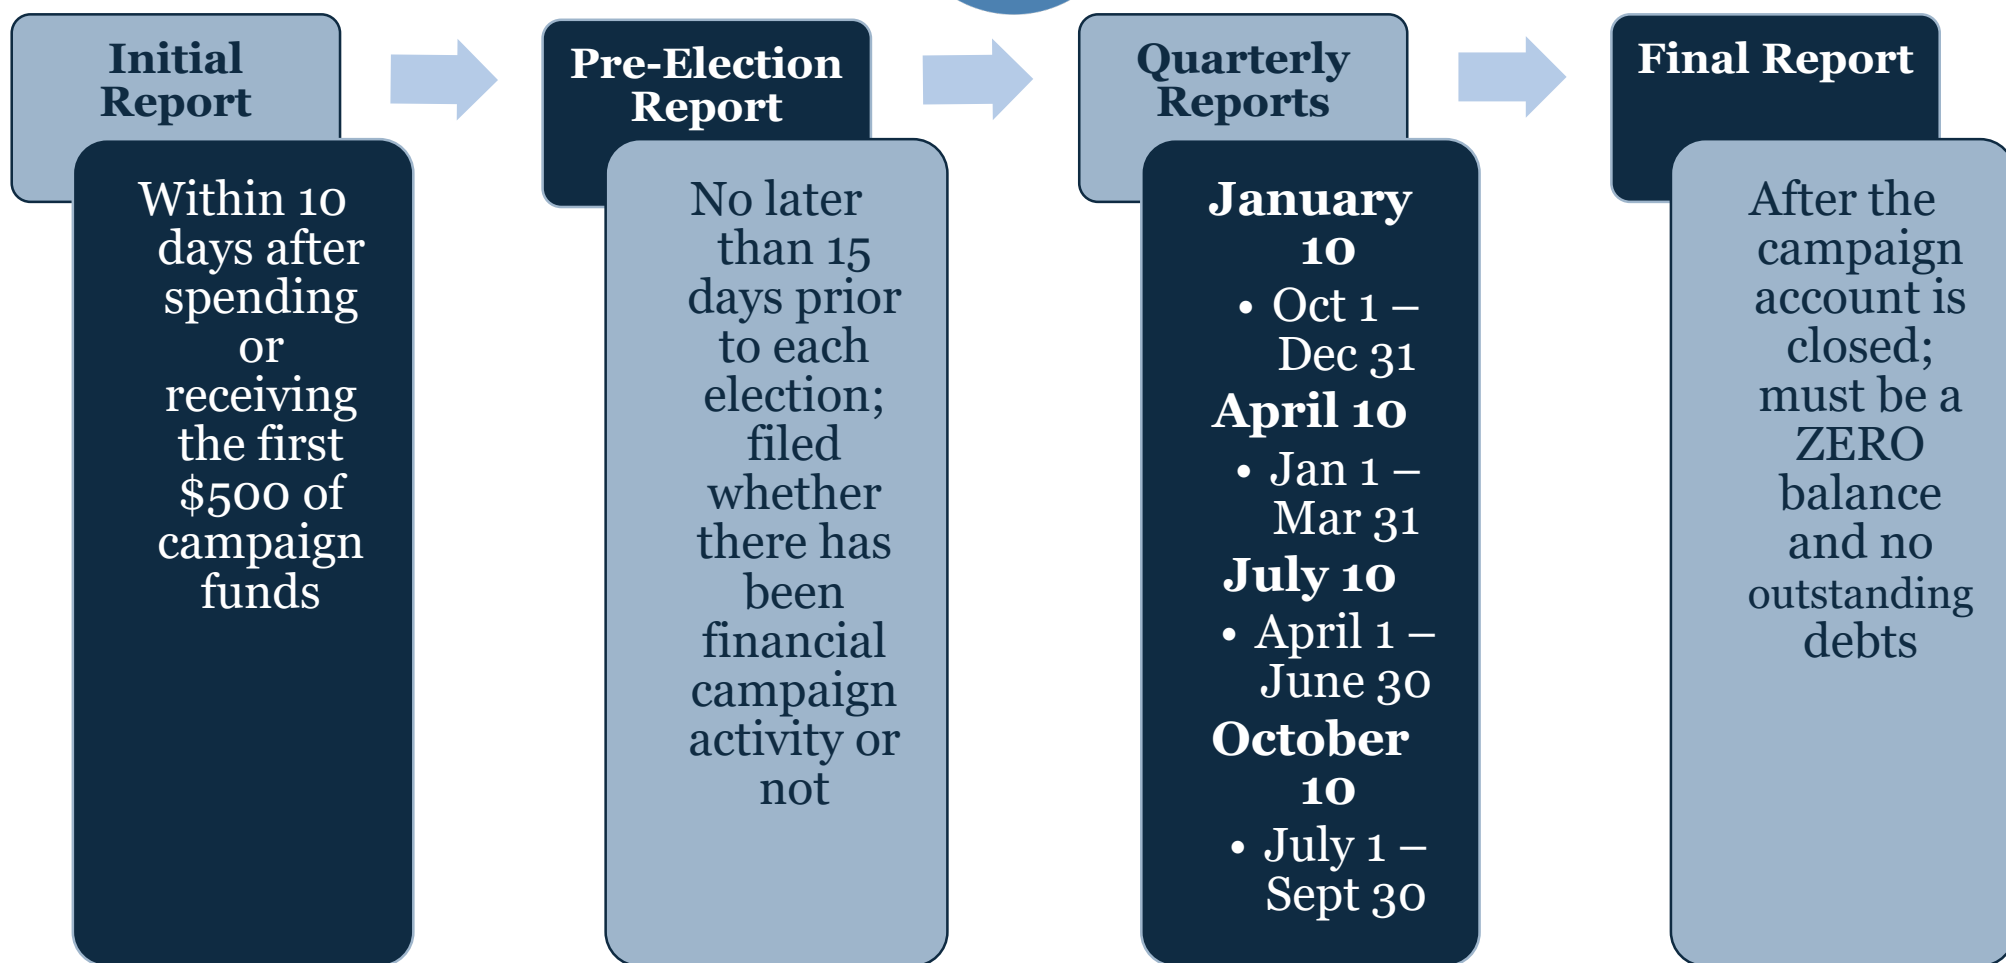 Initial
Report
Within 10
days after
spending
or
receiving
the first
$500 of
campaign
funds
Pre-Election
Report
No later
than 15
days prior
to each
election;
filed
whether
there has
been
financial
campaign
activity or
not
Quarterly
Reports
January
10
• Oct 1 –
Dec 31
April 10
• Jan 1 –
Mar 31
July 10
• April 1 –
June 30
October
10
• July 1 –
Sept 30
Final Report
After the
campaign
account is
closed;
must be a
ZERO
balance
and no
outstanding
debts